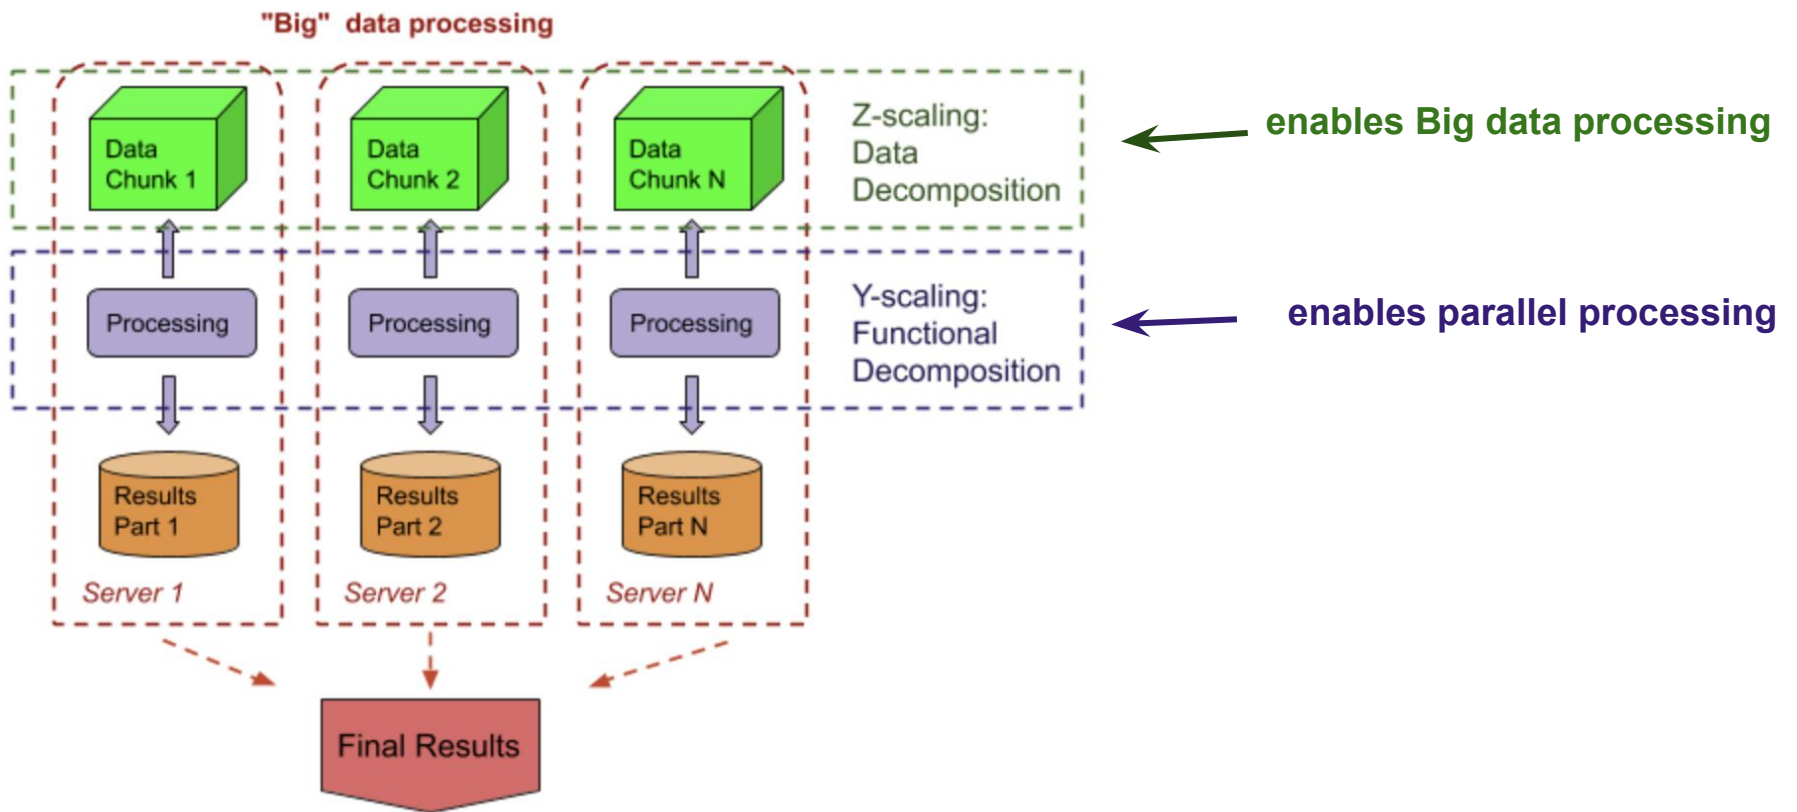 "Big" data processing
Data
Chunk 1
Data
Chunk 2
Data
Chunk N
Z-scaling:
Data
Decomposition
enables Big data processing
Processing
Processing
Processing
Y-scaling:
Functional
Decomposition
enables parallel processing
Results
Part 1
Results
Part 2
Results
Part N
Server 1
Server 2
Server N
Final Results